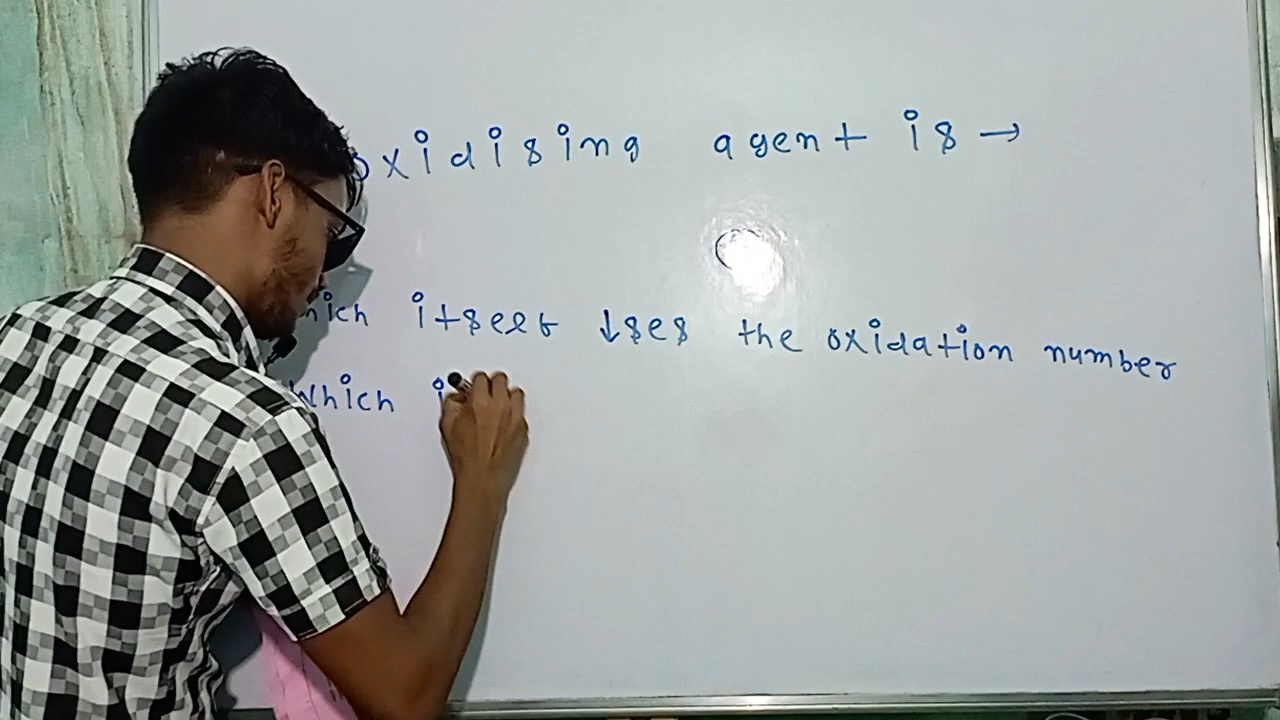 oxidising agent is →
which itself ↓ses the oxidation number
Which i